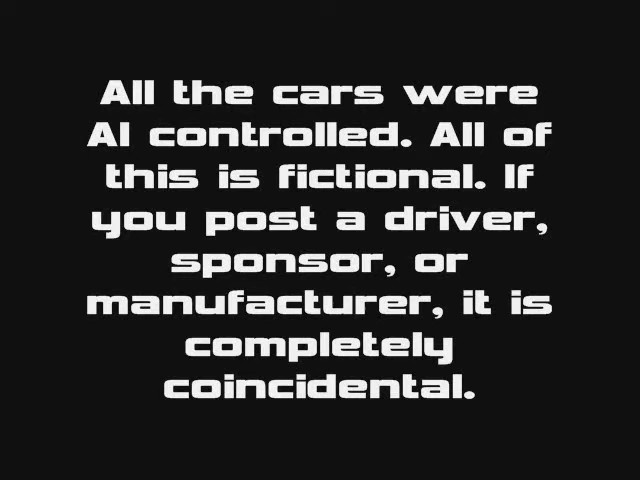 All the cars were
AI controlled. All of
this is fictional. If
you post a driver,
sponsor, or
manufacturer, it is
completely
coincidental.